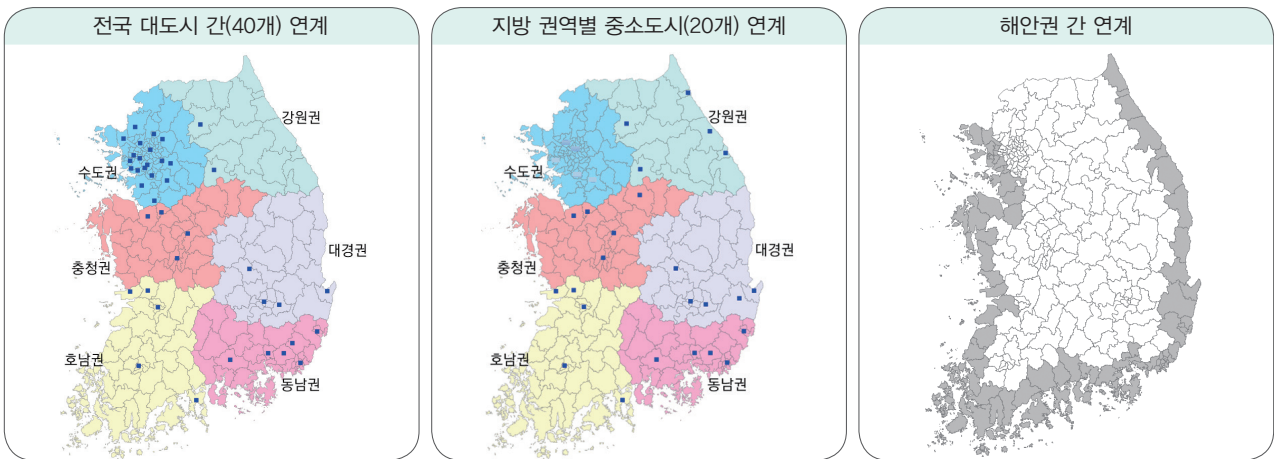 전국 대도시 간(40개) 연계
강원권
수도권
대경권
충청권
호남권
동남권
지방 권역별 중소도시(20개) 연계
강원권
수도권
대경권
충청권
호남권
동남권
해안권 간 연계